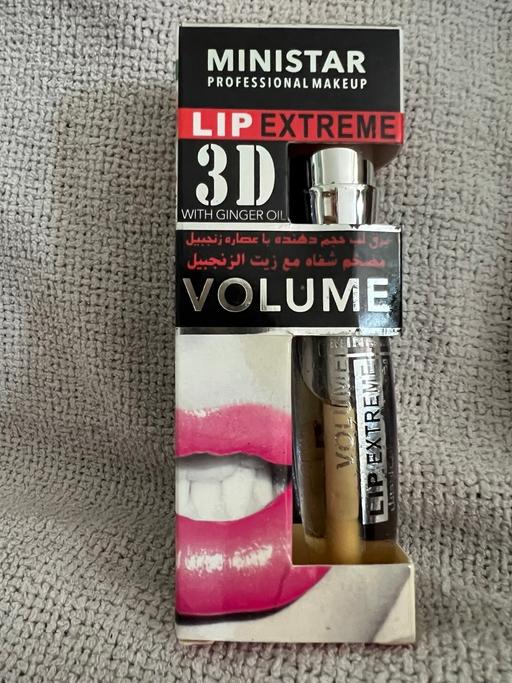 MINISTAR
PROFESSIONAL MAKEUP
LIP EXTREME
3D
WITH GINGER OIL
برق لب حجم دهنده با عصاره زنجبیل
مضخم شفاه مع زيت الزنجبيل
VOLUME
VOLUME
LIP EXTREME